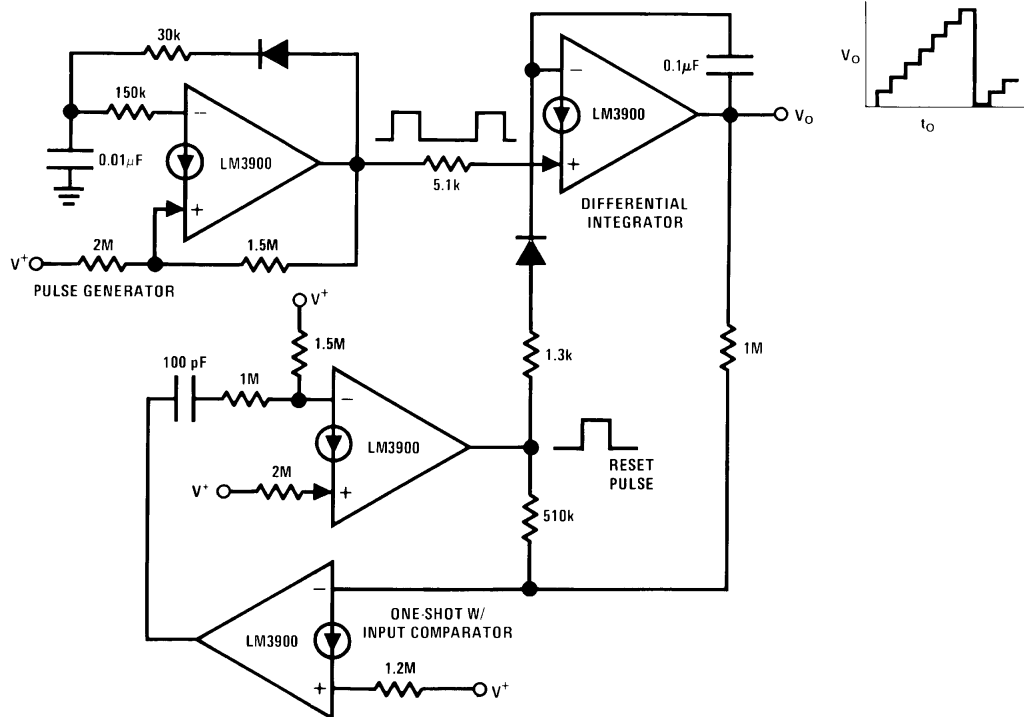 30k
150k
−
0.01μF
LM3900
+
2M
V+
1.5M
PULSE GENERATOR
5.1k
−
LM3900
+
0.1μF
VO
DIFFERENTIAL
INTEGRATOR
VO
tO
V+
1.5M
100 pF
1M
−
LM3900
2M
V+
+
1.3k
1M
RESET
PULSE
510k
−
ONE-SHOT W/
INPUT COMPARATOR
LM3900
1.2M
+
V+